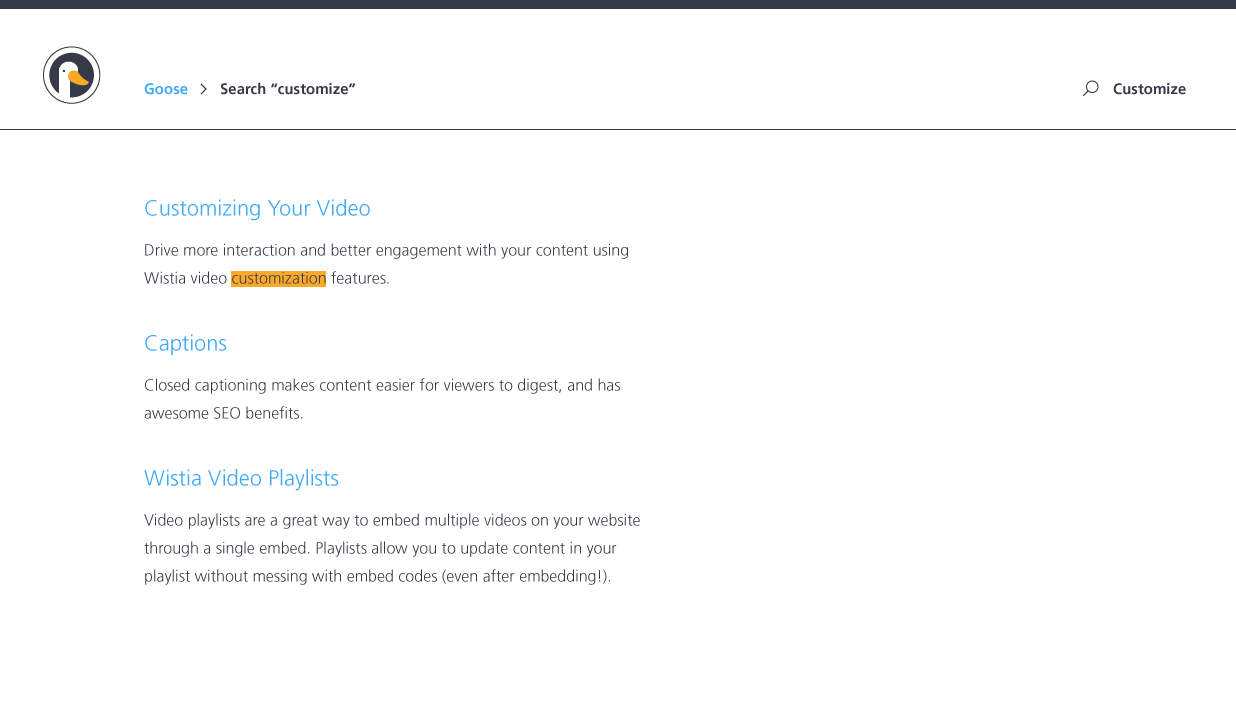 Goose > Search “customize”
Customize
Customizing Your Video
Drive more interaction and better engagement with your content using
Wistia video customization features.
Captions
Closed captioning makes content easier for viewers to digest, and has
awesome SEO benefits.
Wistia Video Playlists
Video playlists are a great way to embed multiple videos on your website
through a single embed. Playlists allow you to update content in your
playlist without messing with embed codes (even after embedding!).